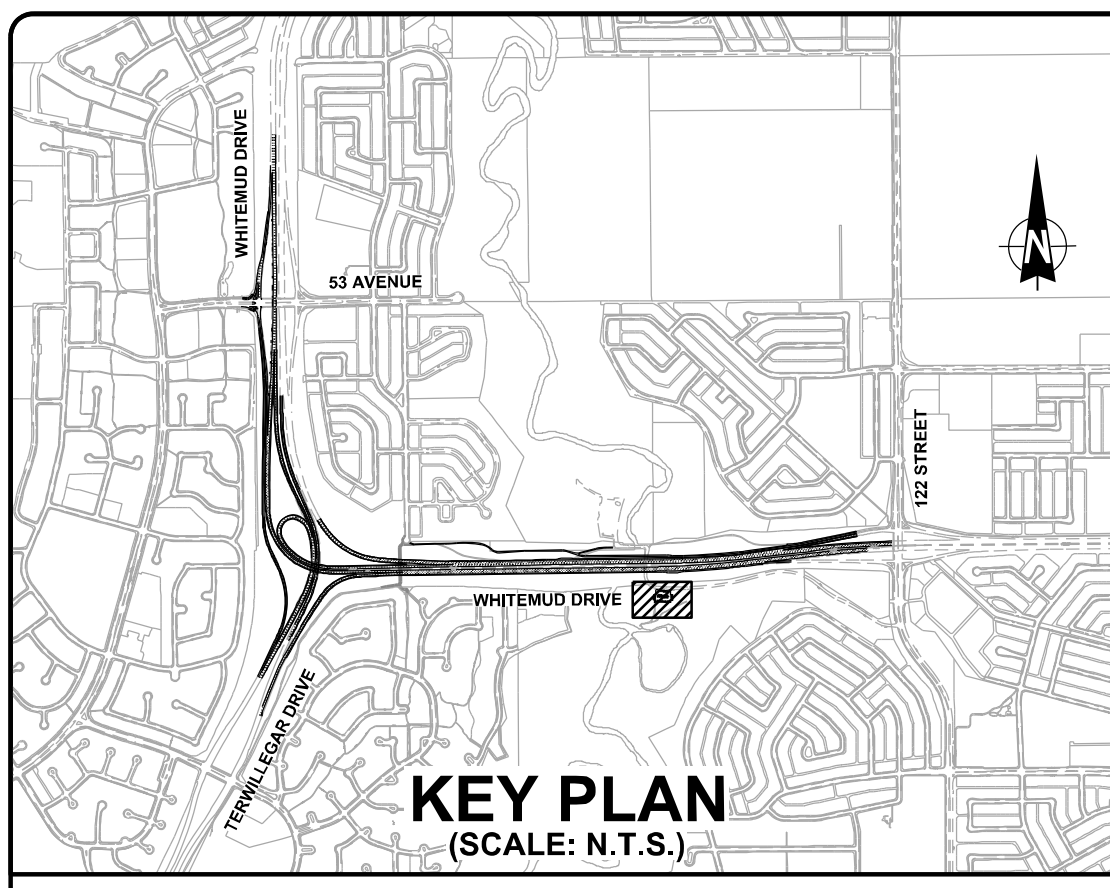 WHITEMUD DRIVE
N
53 AVENUE
122 STREET
WHITEMUD DRIVE
TERWILLEGAR DRIVE
KEY PLAN
(SCALE: N.T.S.)